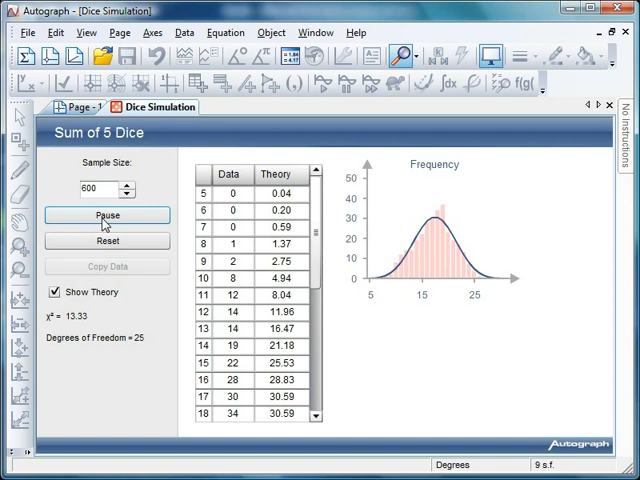 Autograph - [Dice Simulation]
File Edit View Page Axes Data Equation Object Window Help
Page - 1 Dice Simulation
Sum of 5 Dice
No Instructions
Sample Size:
600
Pause
Reset
Copy Data
Show Theory
χ² = 13.33
Degrees of Freedom = 25
Data Theory
5 0 0.04
6 0 0.20
7 0 0.59
8 1 1.37
9 2 2.75
10 8 4.94
11 12 8.04
12 14 11.96
13 14 16.47
14 19 21.18
15 22 25.53
16 28 28.83
17 30 30.59
18 34 30.59
Frequency
50
40
30
20
10
0
5 15 25
Autograph
Degrees 9 s.f.